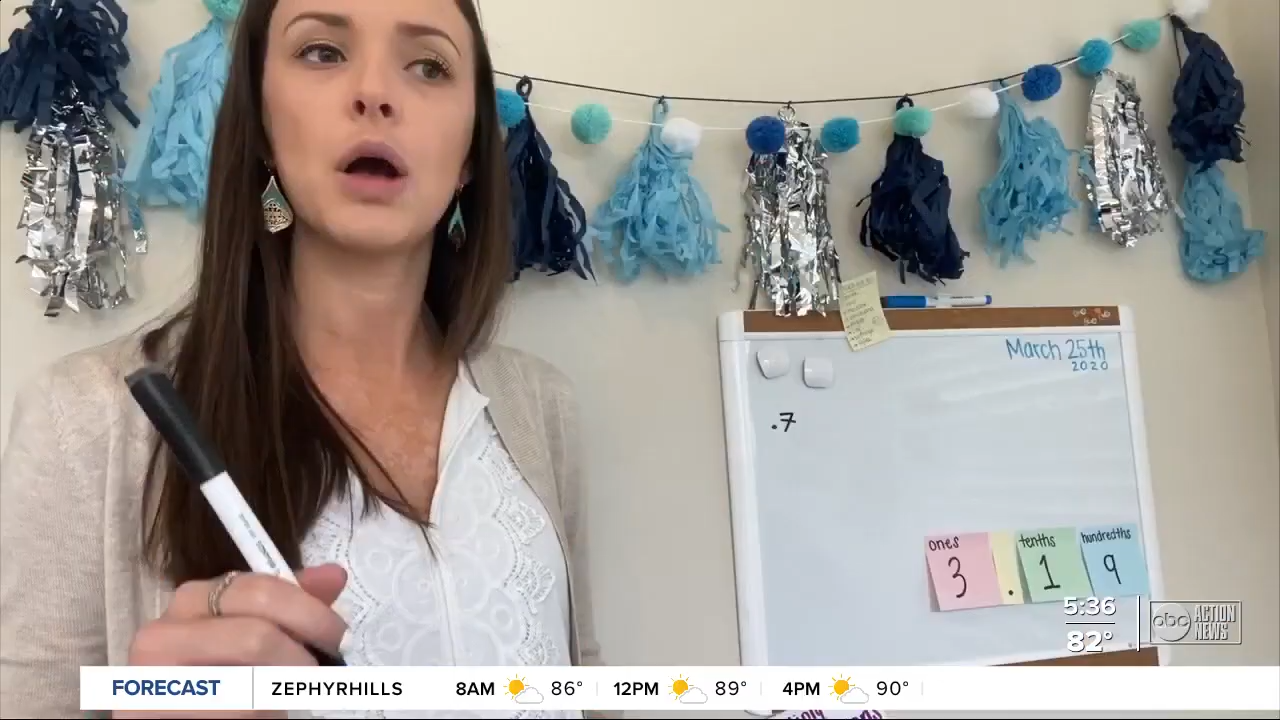 March 25th
2020
.7
ones
3
.
tenths
1
hundredths
9
5:36
82°
abc ACTION NEWS
FORECAST ZEPHYRHILLS 8AM 86° 12PM 89° 4PM 90°